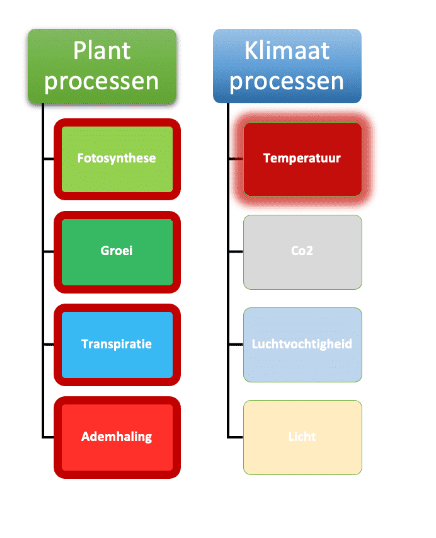 Plant
processen
Fotosynthese
Groei
Transpiratie
Ademhaling
Klimaat
processen
Temperatuur
Co2
Luchtvochtigheid
Licht